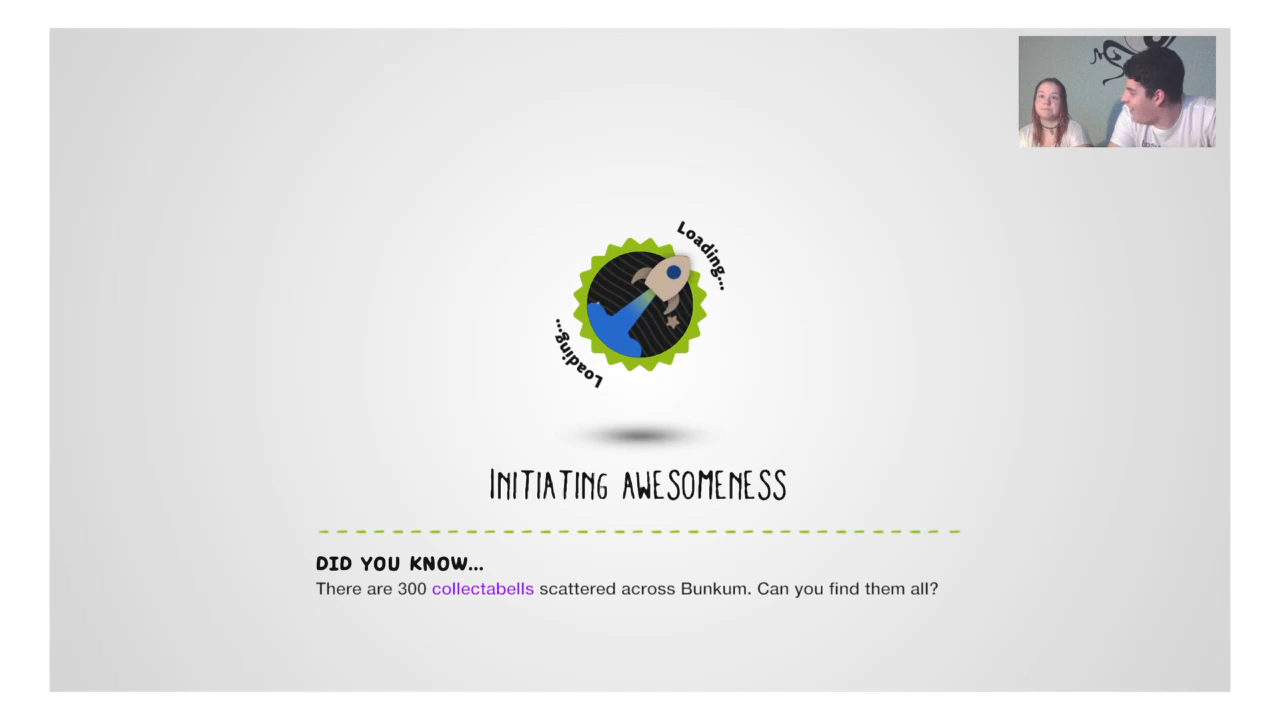 Loading...
Loading...
INITIATING AWESOMENESS
DID YOU KNOW...
There are 300 collectabells scattered across Bunkum. Can you find them all?